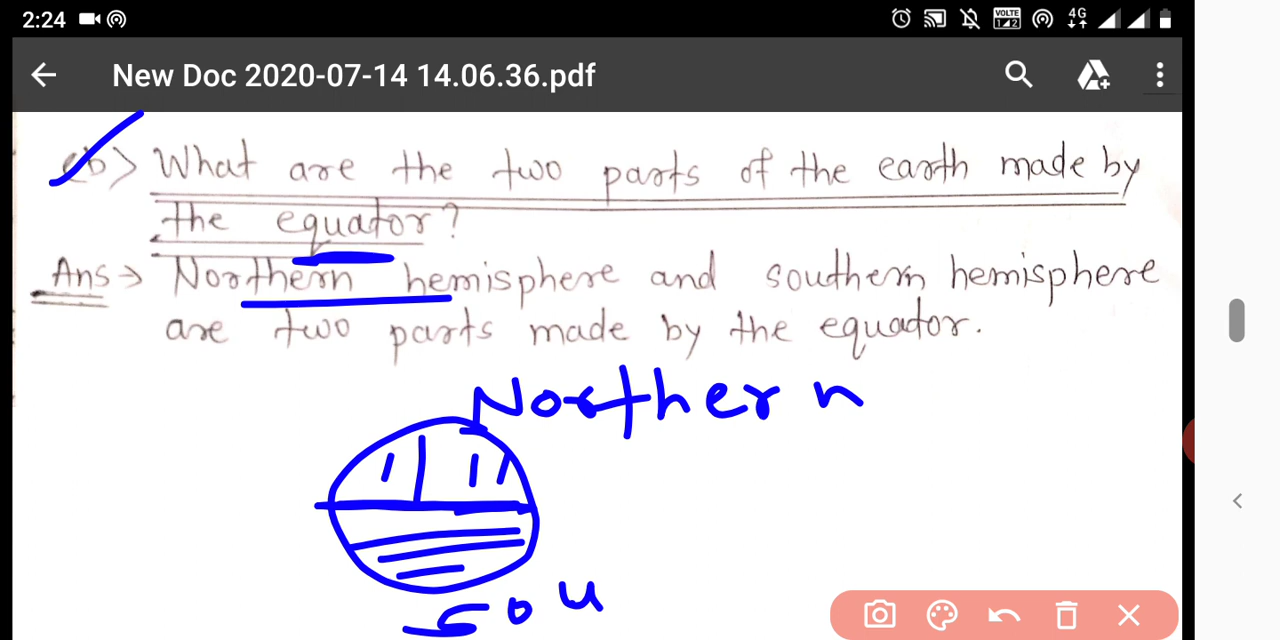 2:24 VOLTE 4G
New Doc 2020-07-14 14.06.36.pdf
(b) What are the two parts of the earth made by
the equator?
Ans → Northern hemisphere and southern hemisphere
are two parts made by the equator.
Northern
Sou